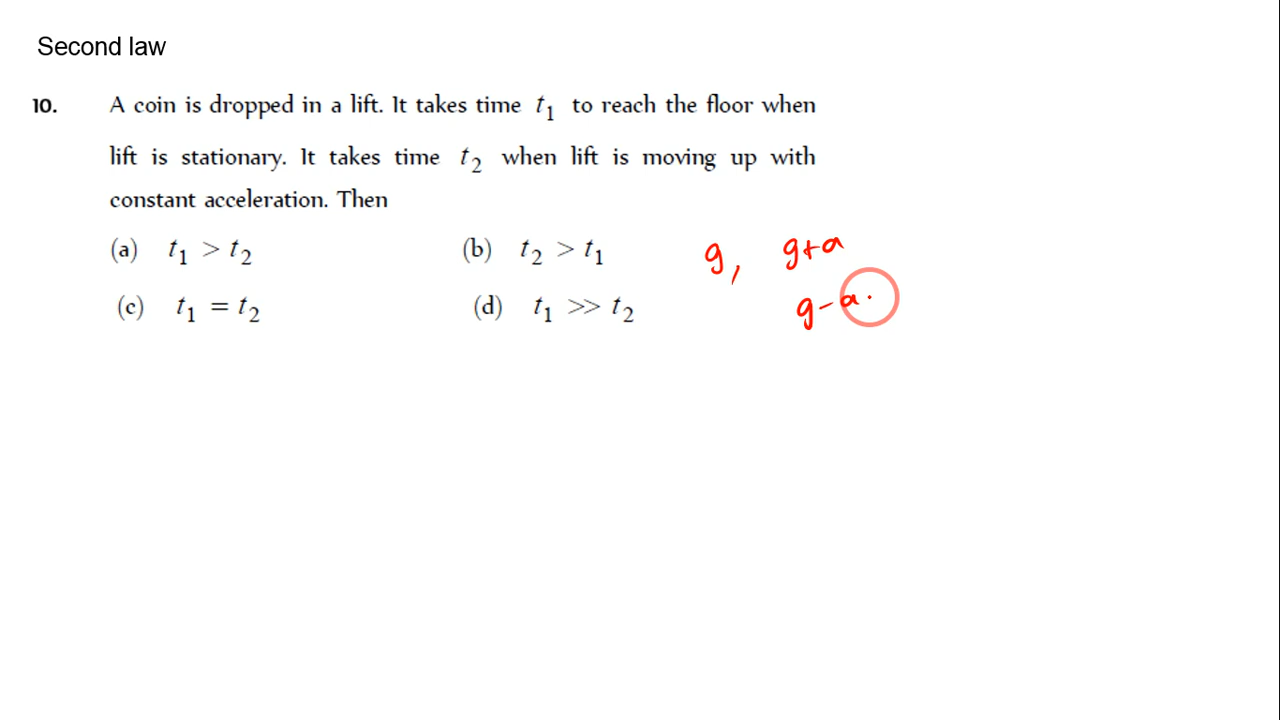 Second law
10. A coin is dropped in a lift. It takes time t₁ to reach the floor when
lift is stationary. It takes time t₂ when lift is moving up with
constant acceleration. Then
(a) t₁ > t₂ (b) t₂ > t₁ g, g+a
(c) t₁ = t₂ (d) t₁ >> t₂ g-a.